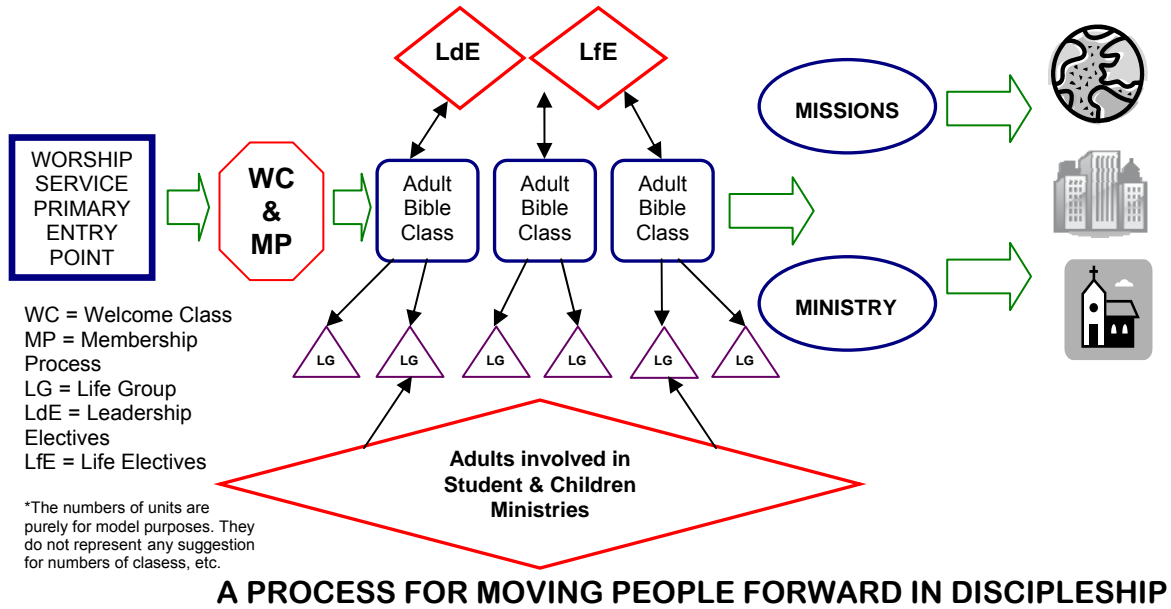 LdE
LfE
WORSHIP
SERVICE
PRIMARY
ENTRY
POINT
WC
&
MP
Adult
Bible
Class
Adult
Bible
Class
Adult
Bible
Class
MISSIONS
MINISTRY
LG
LG
LG
LG
LG
LG
WC = Welcome Class
MP = Membership
Process
LG = Life Group
LdE = Leadership
Electives
LfE = Life Electives
*The numbers of units are
purely for model purposes. They
do not represent any suggestion
for numbers of clasess, etc.
Adults involved in
Student & Children
Ministries
A PROCESS FOR MOVING PEOPLE FORWARD IN DISCIPLESHIP